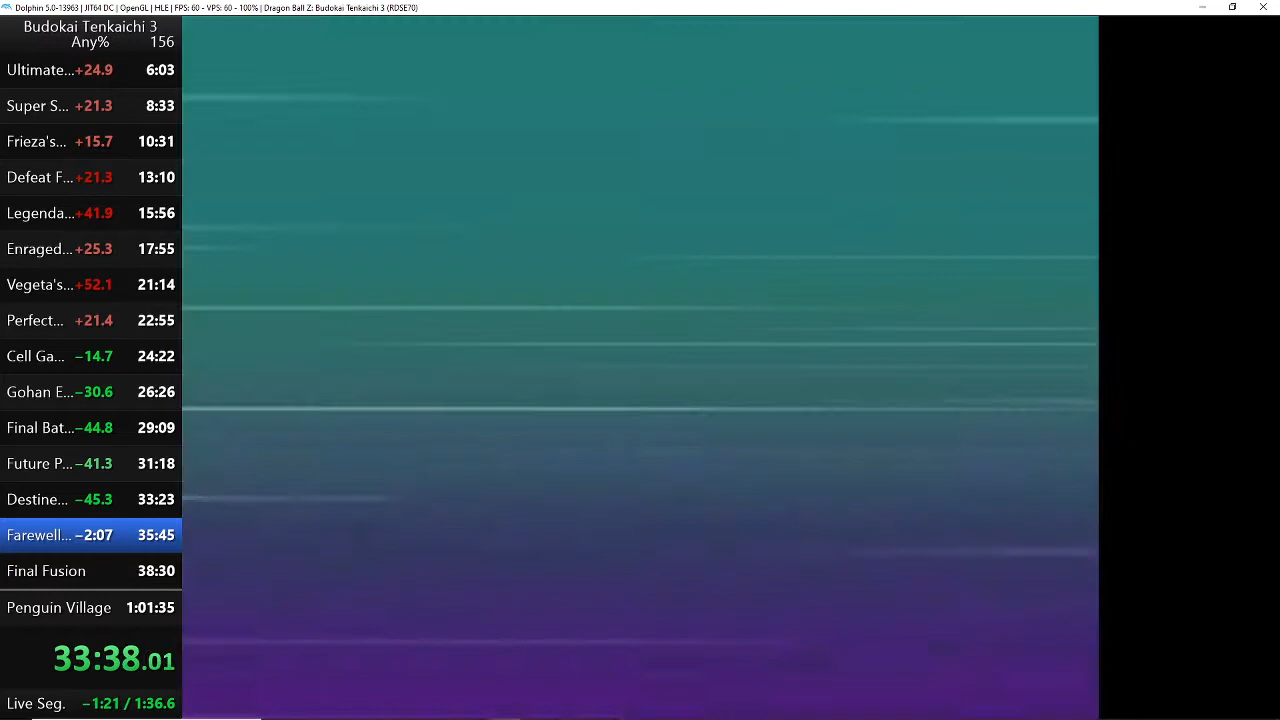 Dolphin 5.0-13963 | JIT64 DC | OpenGL | HLE | FPS: 60 - VPS: 60 - 100% | Dragon Ball Z: Budokai Tenkaichi 3 (RDSE70)
Budokai Tenkaichi 3
Any% 156
Ultimate... +24.9 6:03
Super S... +21.3 8:33
Frieza's... +15.7 10:31
Defeat F... +21.3 13:10
Legenda... +41.9 15:56
Enraged... +25.3 17:55
Vegeta's... +52.1 21:14
Perfect... +21.4 22:55
Cell Ga... −14.7 24:22
Gohan E... −30.6 26:26
Final Bat... −44.8 29:09
Future P... −41.3 31:18
Destine... −45.3 33:23
Farewell... −2:07 35:45
Final Fusion 38:30
Penguin Village 1:01:35
33:38.01
Live Seg. −1:21 / 1:36.6